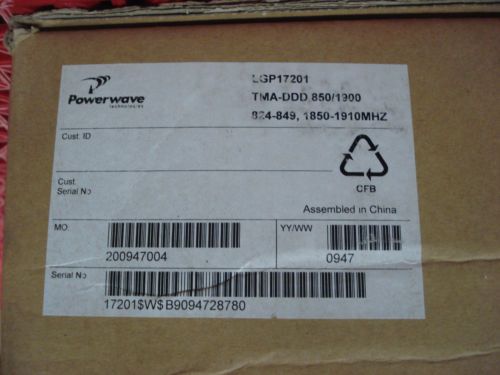 Powerwave
technologies
LGP17201
TMA-DDD 850/1900
824-849, 1850-1910MHZ
Cust. ID
CFB
Cust.
Serial No
Assembled in China
MO:
200947004
YY/WW
0947
Serial No
17201$W$B9094728780